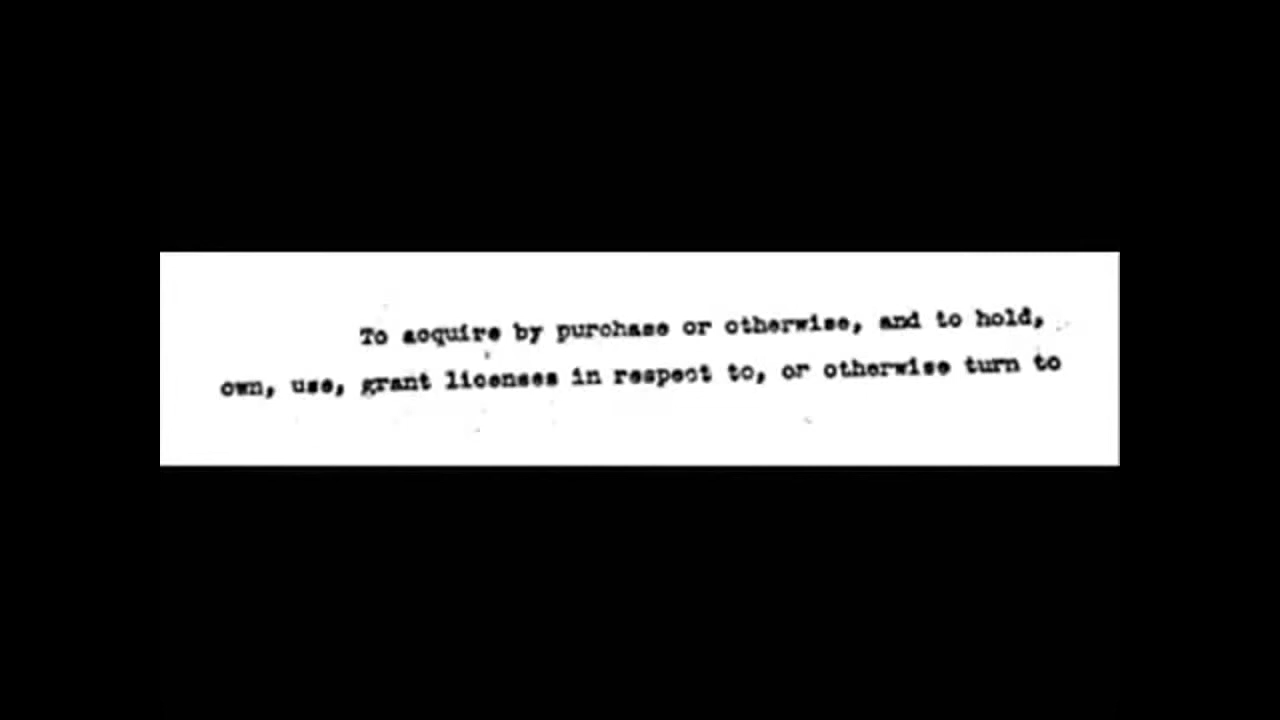 To acquire by purchase or otherwise, and to hold,
own, use, grant licenses in respect to, or otherwise turn to